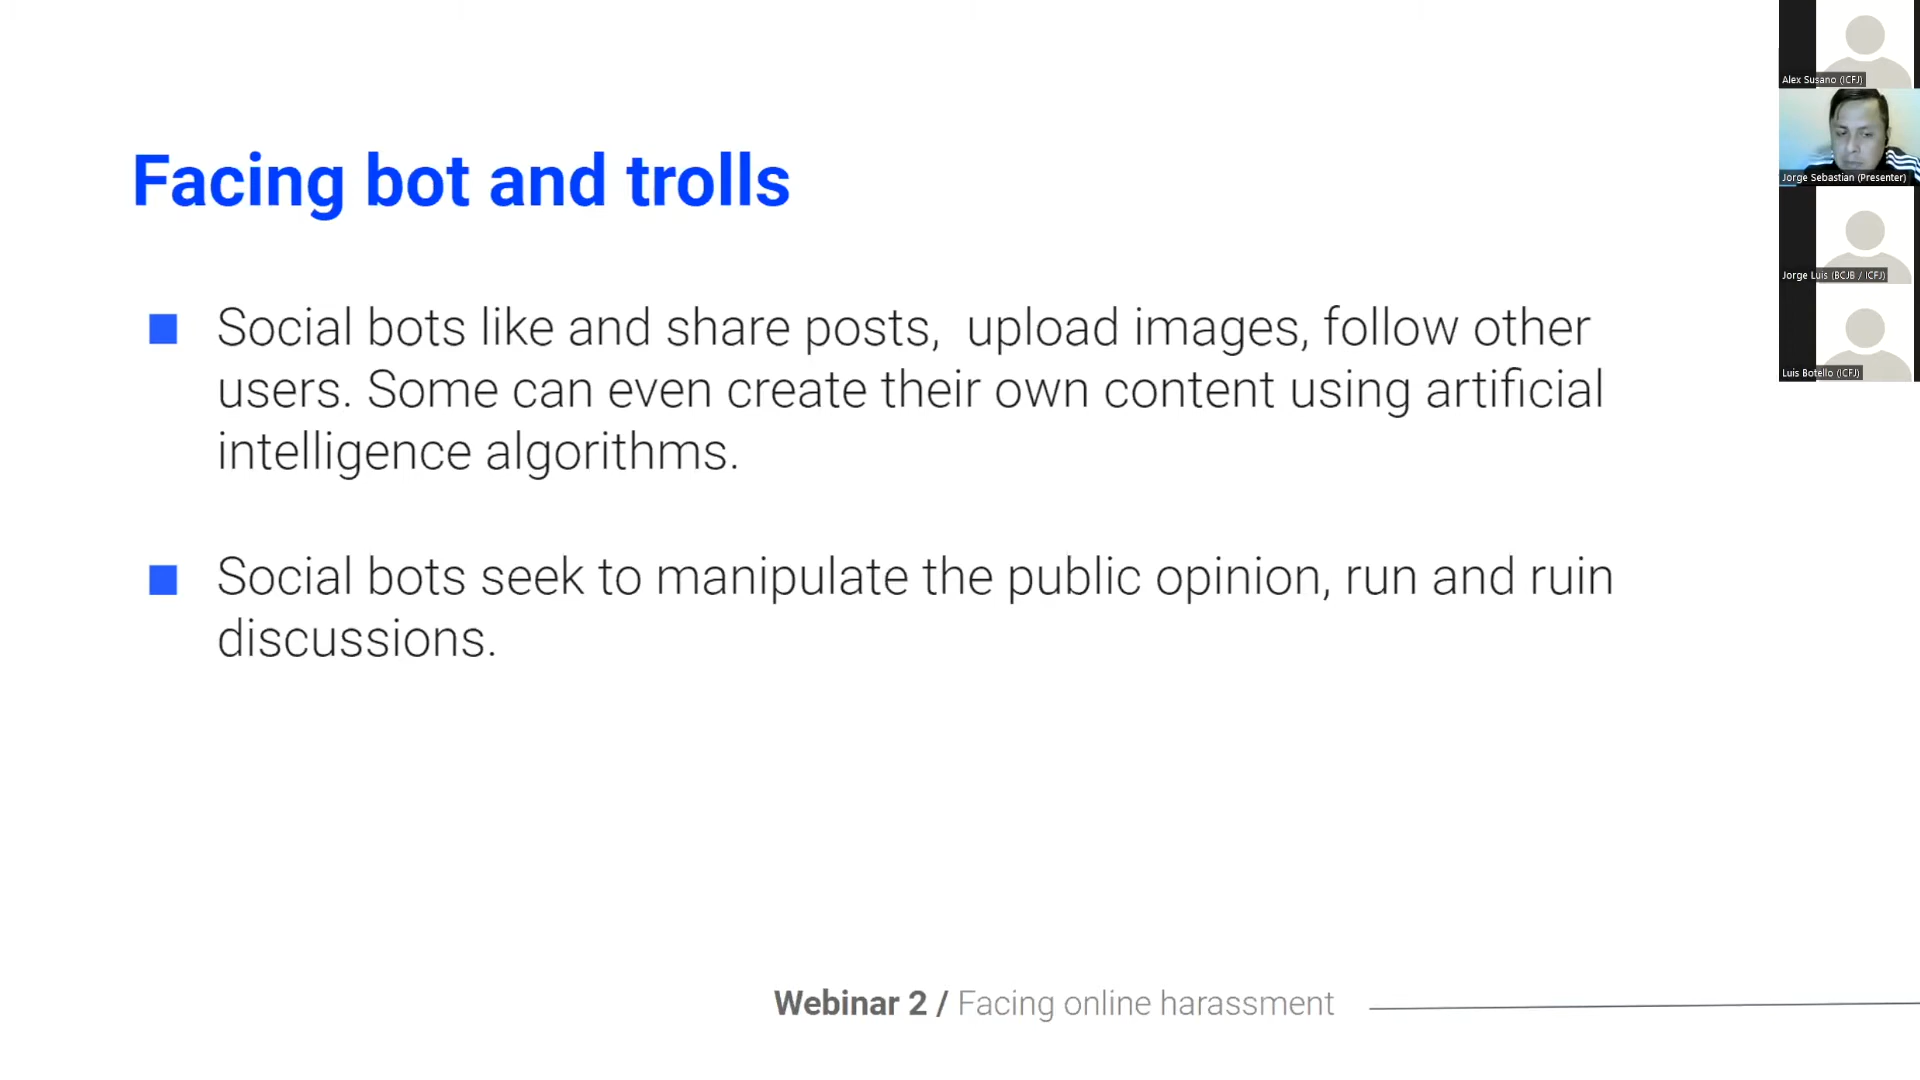 Facing bot and trolls
Social bots like and share posts,  upload images, follow other
users. Some can even create their own content using artificial
intelligence algorithms.
Social bots seek to manipulate the public opinion, run and ruin
discussions.
Webinar 2 / Facing online harassment
Alex Susano (ICFJ)
Jorge Sebastian (Presenter)
Jorge Luis (BCJB / ICFJ)
Luis Botello (ICFJ)